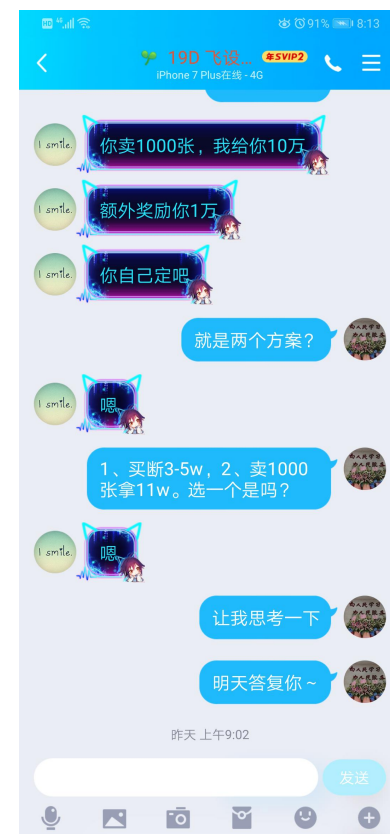 HD 4G 91% 8:13
19D 飞设... 年SVIP2
iPhone 7 Plus在线 - 4G
I smile.
你卖1000张，我给你10万
I smile.
额外奖励你1万
I smile.
你自己定吧
就是两个方案？
I smile.
嗯
1、买断3-5w，2、卖1000
张拿11w。选一个是吗？
I smile.
嗯
让我思考一下
明天答复你～
昨天 上午9:02
发送